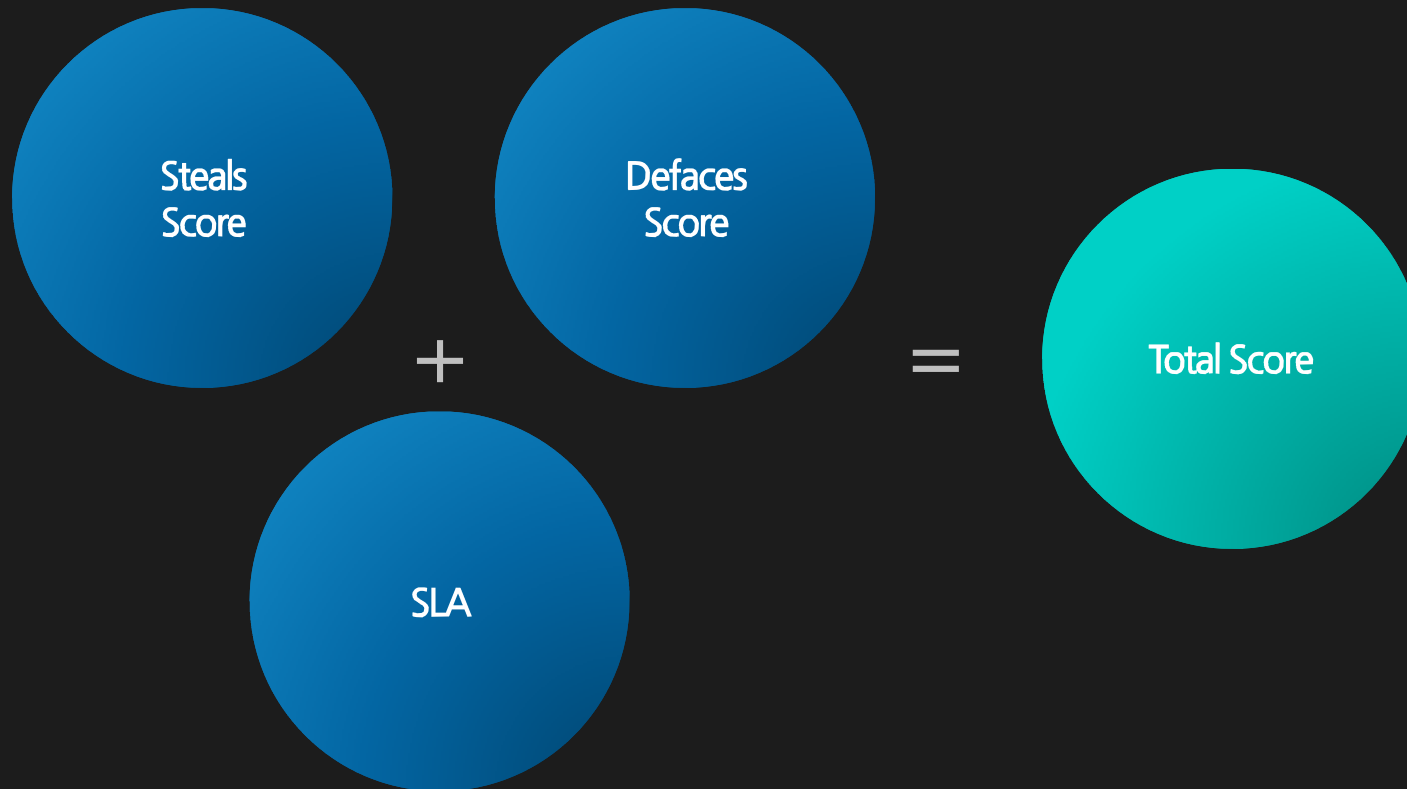 Steals
Score
Defaces
Score
+
=
Total Score
SLA